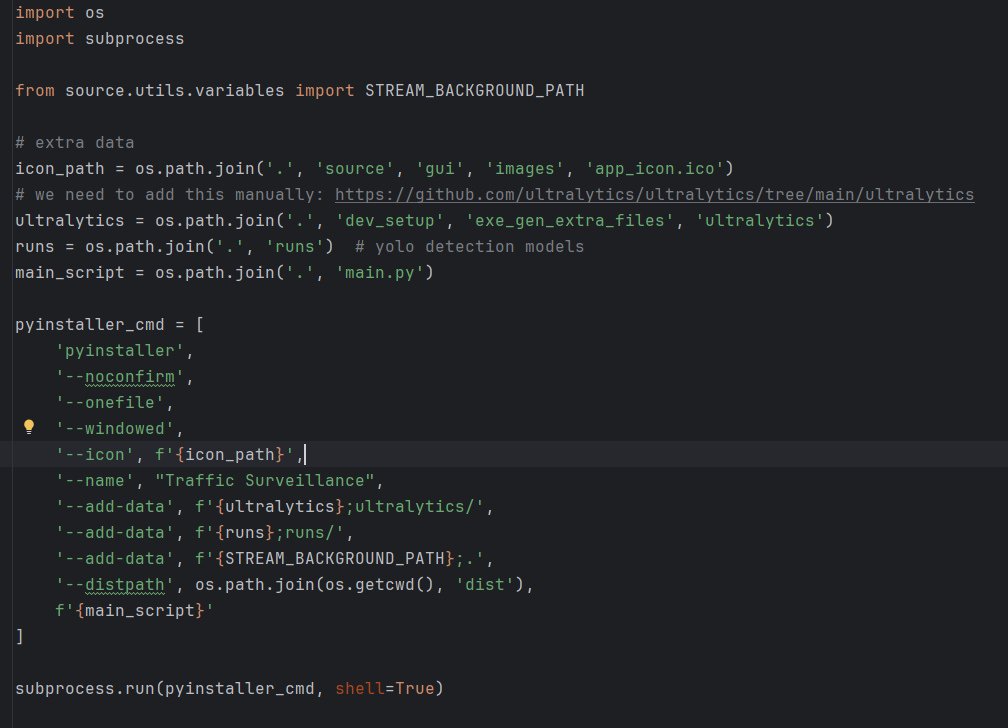 import os
import subprocess

from source.utils.variables import STREAM_BACKGROUND_PATH

# extra data
icon_path = os.path.join('.', 'source', 'gui', 'images', 'app_icon.ico')
# we need to add this manually: https://github.com/ultralytics/ultralytics/tree/main/ultralytics
ultralytics = os.path.join('.', 'dev_setup', 'exe_gen_extra_files', 'ultralytics')
runs = os.path.join('.', 'runs')  # yolo detection models
main_script = os.path.join('.', 'main.py')

pyinstaller_cmd = [
    'pyinstaller',
    '--noconfirm',
    '--onefile',
    '--windowed',
    '--icon', f'{icon_path}',
    '--name', "Traffic Surveillance",
    '--add-data', f'{ultralytics};ultralytics/',
    '--add-data', f'{runs};runs/',
    '--add-data', f'{STREAM_BACKGROUND_PATH};.',
    '--distpath', os.path.join(os.getcwd(), 'dist'),
    f'{main_script}'
]

subprocess.run(pyinstaller_cmd, shell=True)